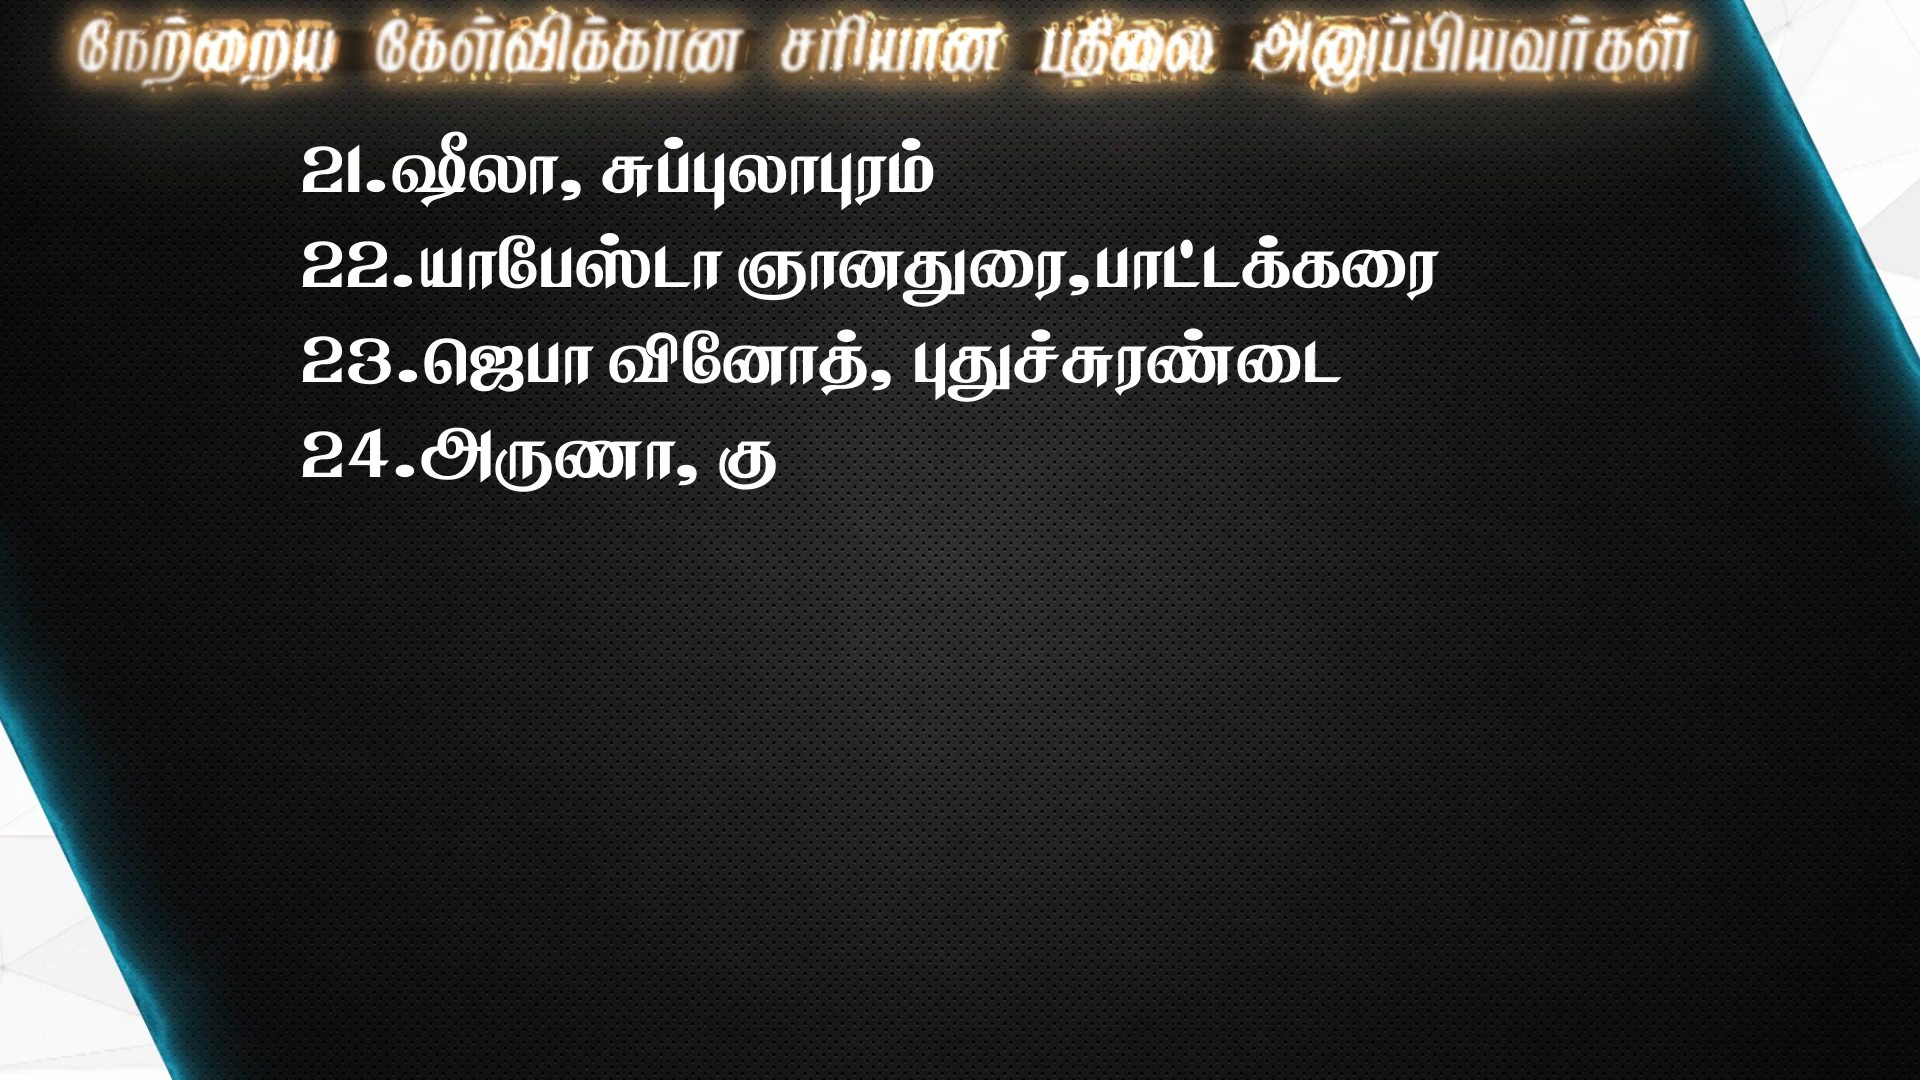 நேற்றைய கேள்விக்கான சரியான பதிலை அனுப்பியவர்கள்
21.ஷீலா, சுப்புலாபுரம்
22.யாபேஸ்டா ஞானதுரை,பாட்டக்கரை
23.ஜெபா வினோத், புதுச்சுரண்டை
24.அருணா, கு